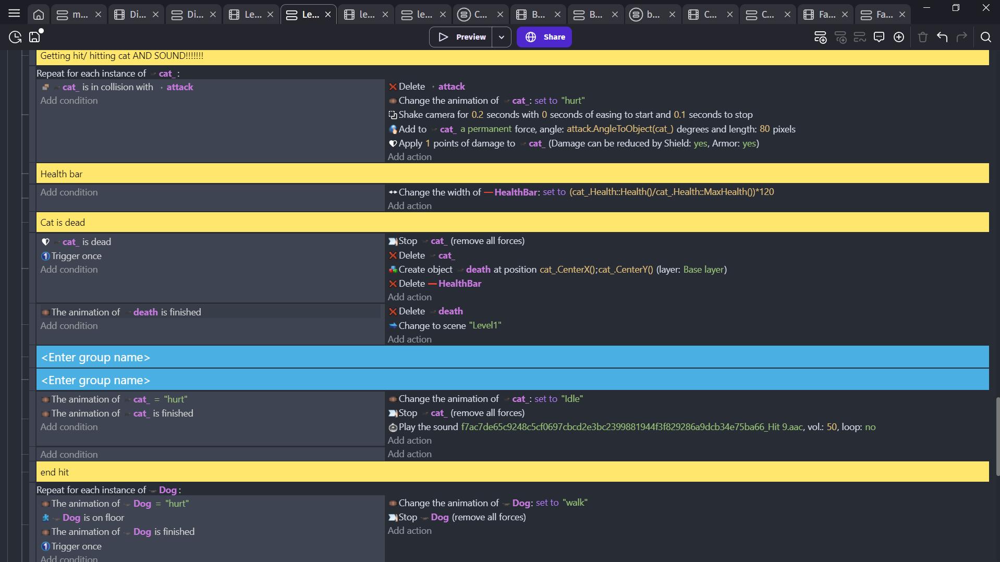 m...
Di...
Di...
Le...
Le...
le...
le...
C...
B...
B...
b...
C...
C...
Fa...
Fa...
Preview
Share
Getting hit/ hitting cat AND SOUND!!!!!!!
Repeat for each instance of cat_:
cat_ is in collision with attack
Add condition
Delete attack
Change the animation of cat_: set to "hurt"
Shake camera for 0.2 seconds with 0 seconds of easing to start and 0.1 seconds to stop
Add to cat_ a permanent force, angle: attack.AngleToObject(cat_) degrees and length: 80 pixels
Apply 1 points of damage to cat_ (Damage can be reduced by Shield: yes, Armor: yes)
Add action
Health bar
Add condition
Change the width of HealthBar: set to (cat_.Health::Health()/cat_.Health::MaxHealth())*120
Add action
Cat is dead
cat_ is dead
Trigger once
Add condition
Stop cat_ (remove all forces)
Delete cat_
Create object death at position cat_.CenterX();cat_.CenterY() (layer: Base layer)
Delete HealthBar
Add action
The animation of death is finished
Add condition
Delete death
Change to scene "Level1"
Add action
<Enter group name>
<Enter group name>
The animation of cat_ = "hurt"
The animation of cat_ is finished
Add condition
Change the animation of cat_: set to "Idle"
Stop cat_ (remove all forces)
Play the sound f7ac7de65c9248c5cf0697cbcd2e3bc2399881944f3f829286a9dcb34e75ba66_Hit 9.aac, vol.: 50, loop: no
Add action
Add condition
Add action
end hit
Repeat for each instance of Dog:
The animation of Dog = "hurt"
Dog is on floor
The animation of Dog is finished
Trigger once
Add condition
Change the animation of Dog: set to "walk"
Stop Dog (remove all forces)
Add action